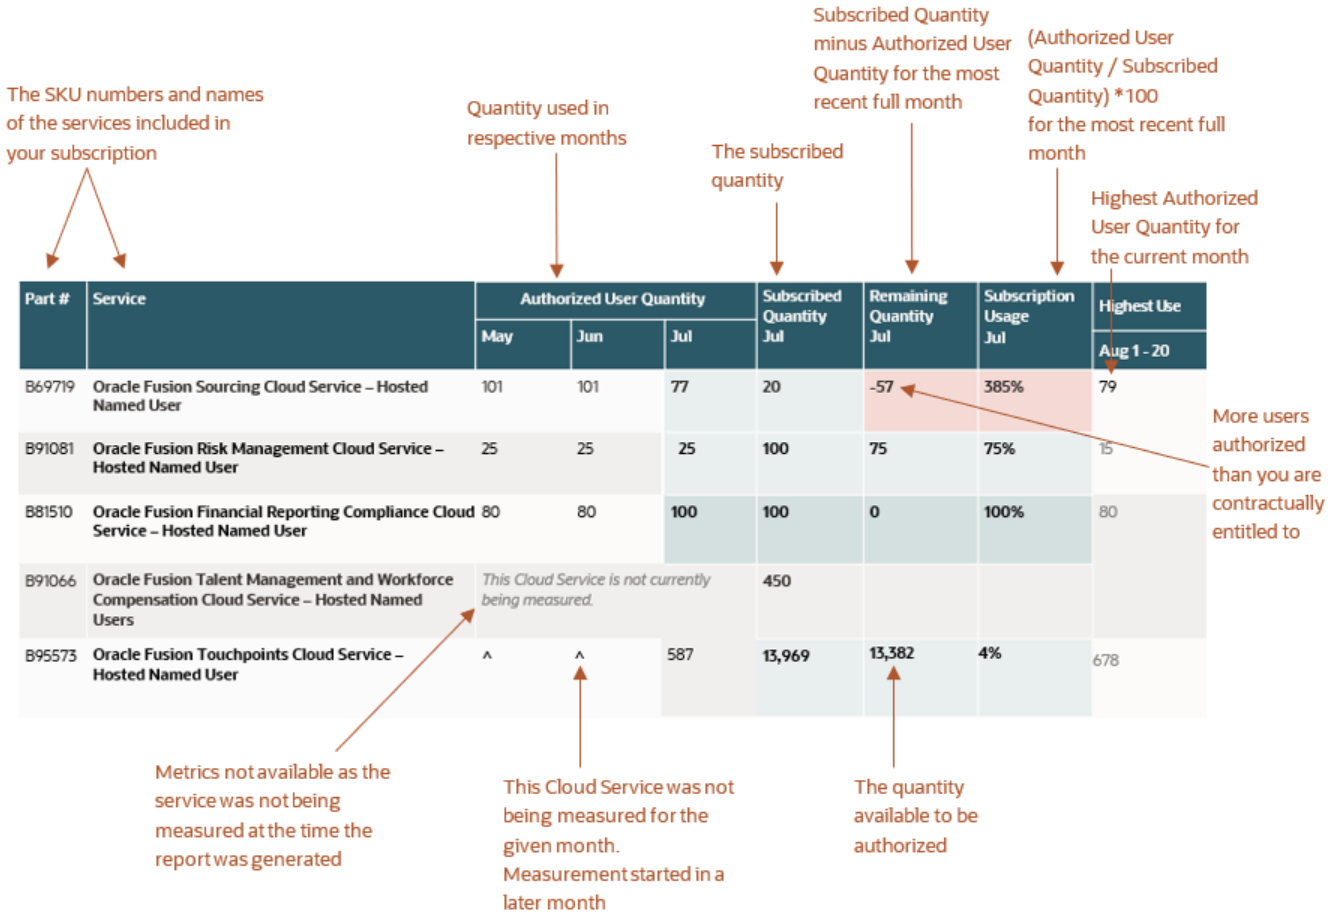 Subscribed Quantity
minus Authorized User
Quantity for the most
recent full month
(Authorized User
Quantity / Subscribed
Quantity) *100
for the most recent full
month
The SKU numbers and names
of the services included in
your subscription
Quantity used in
respective months
The subscribed
quantity
Highest Authorized
User Quantity for
the current month
Part #
Service
Authorized User Quantity
May
Jun
Jul
Subscribed
Quantity
Jul
Remaining
Quantity
Jul
Subscription
Usage
Jul
Highest Use
Aug 1 - 20
B69719
Oracle Fusion Sourcing Cloud Service – Hosted
Named User
101
101
77
20
-57
385%
79
B91081
Oracle Fusion Risk Management Cloud Service –
Hosted Named User
25
25
25
100
75
75%
15
B81510
Oracle Fusion Financial Reporting Compliance Cloud
Service – Hosted Named User
80
80
100
100
0
100%
80
B91066
Oracle Fusion Talent Management and Workforce
Compensation Cloud Service – Hosted Named
Users
This Cloud Service is not currently
being measured.
450
B95573
Oracle Fusion Touchpoints Cloud Service –
Hosted Named User
^
^
587
13,969
13,382
4%
678
More users
authorized
than you are
contractually
entitled to
Metrics not available as the
service was not being
measured at the time the
report was generated
This Cloud Service was not
being measured for the
given month.
Measurement started in a
later month
The quantity
available to be
authorized